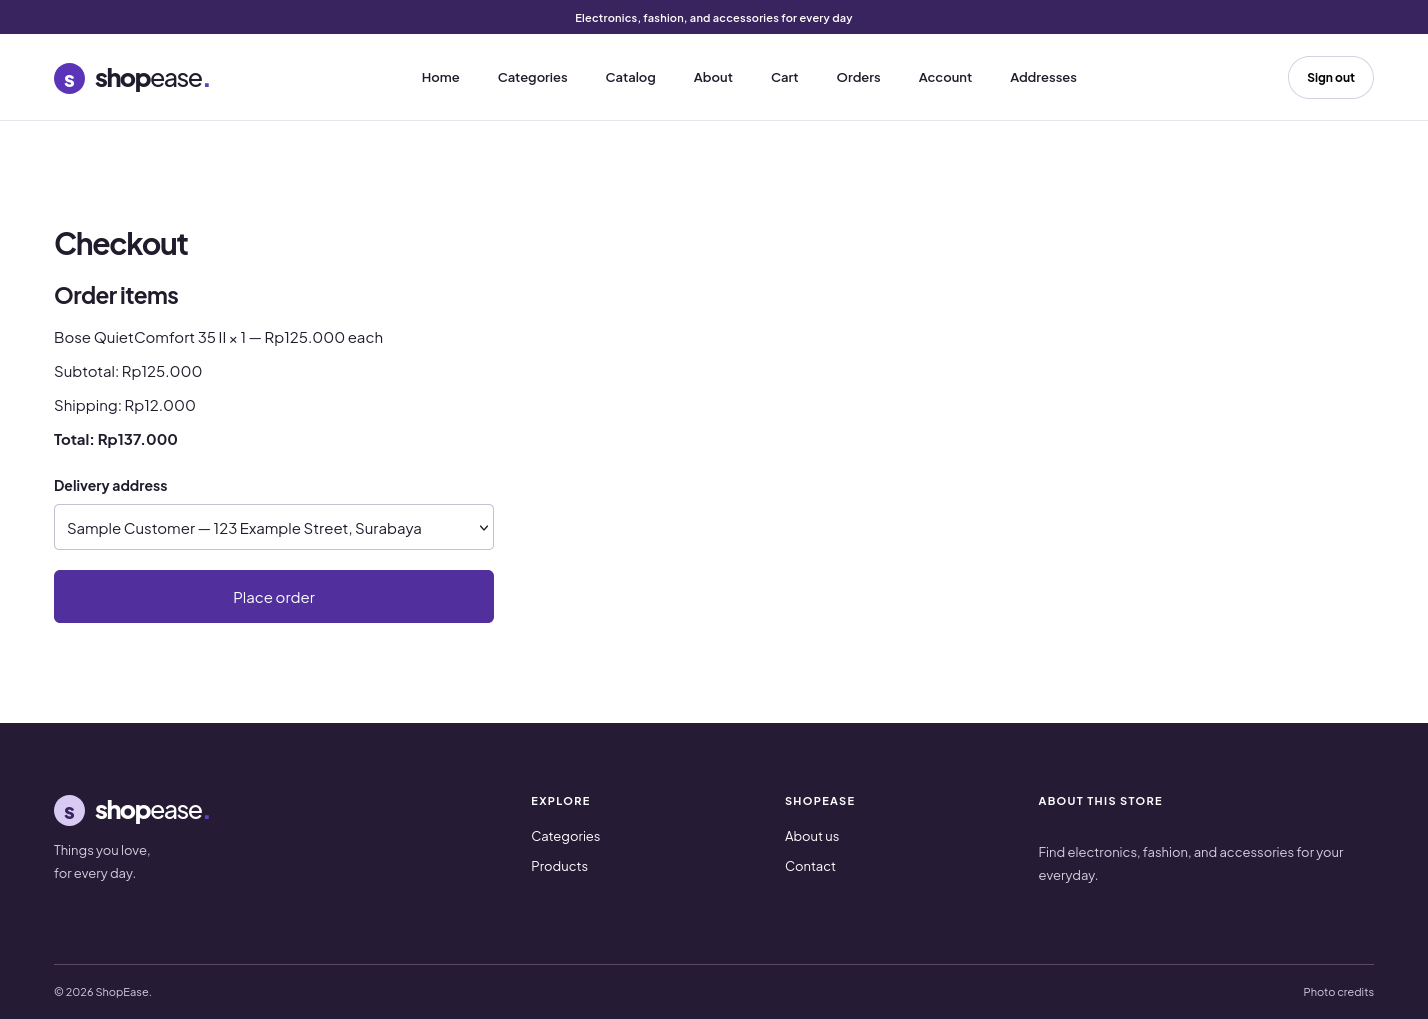 Electronics, fashion, and accessories for every day
s shopease.
Home Categories Catalog About Cart Orders Account Addresses
Sign out
Checkout
Order items
Bose QuietComfort 35 II × 1 — Rp125.000 each
Subtotal: Rp125.000
Shipping: Rp12.000
Total: Rp137.000
Delivery address
Sample Customer — 123 Example Street, Surabaya
Place order
s shopease.
Things you love,
for every day.
EXPLORE
Categories
Products
SHOPEASE
About us
Contact
ABOUT THIS STORE
Find electronics, fashion, and accessories for your
everyday.
© 2026 ShopEase.
Photo credits